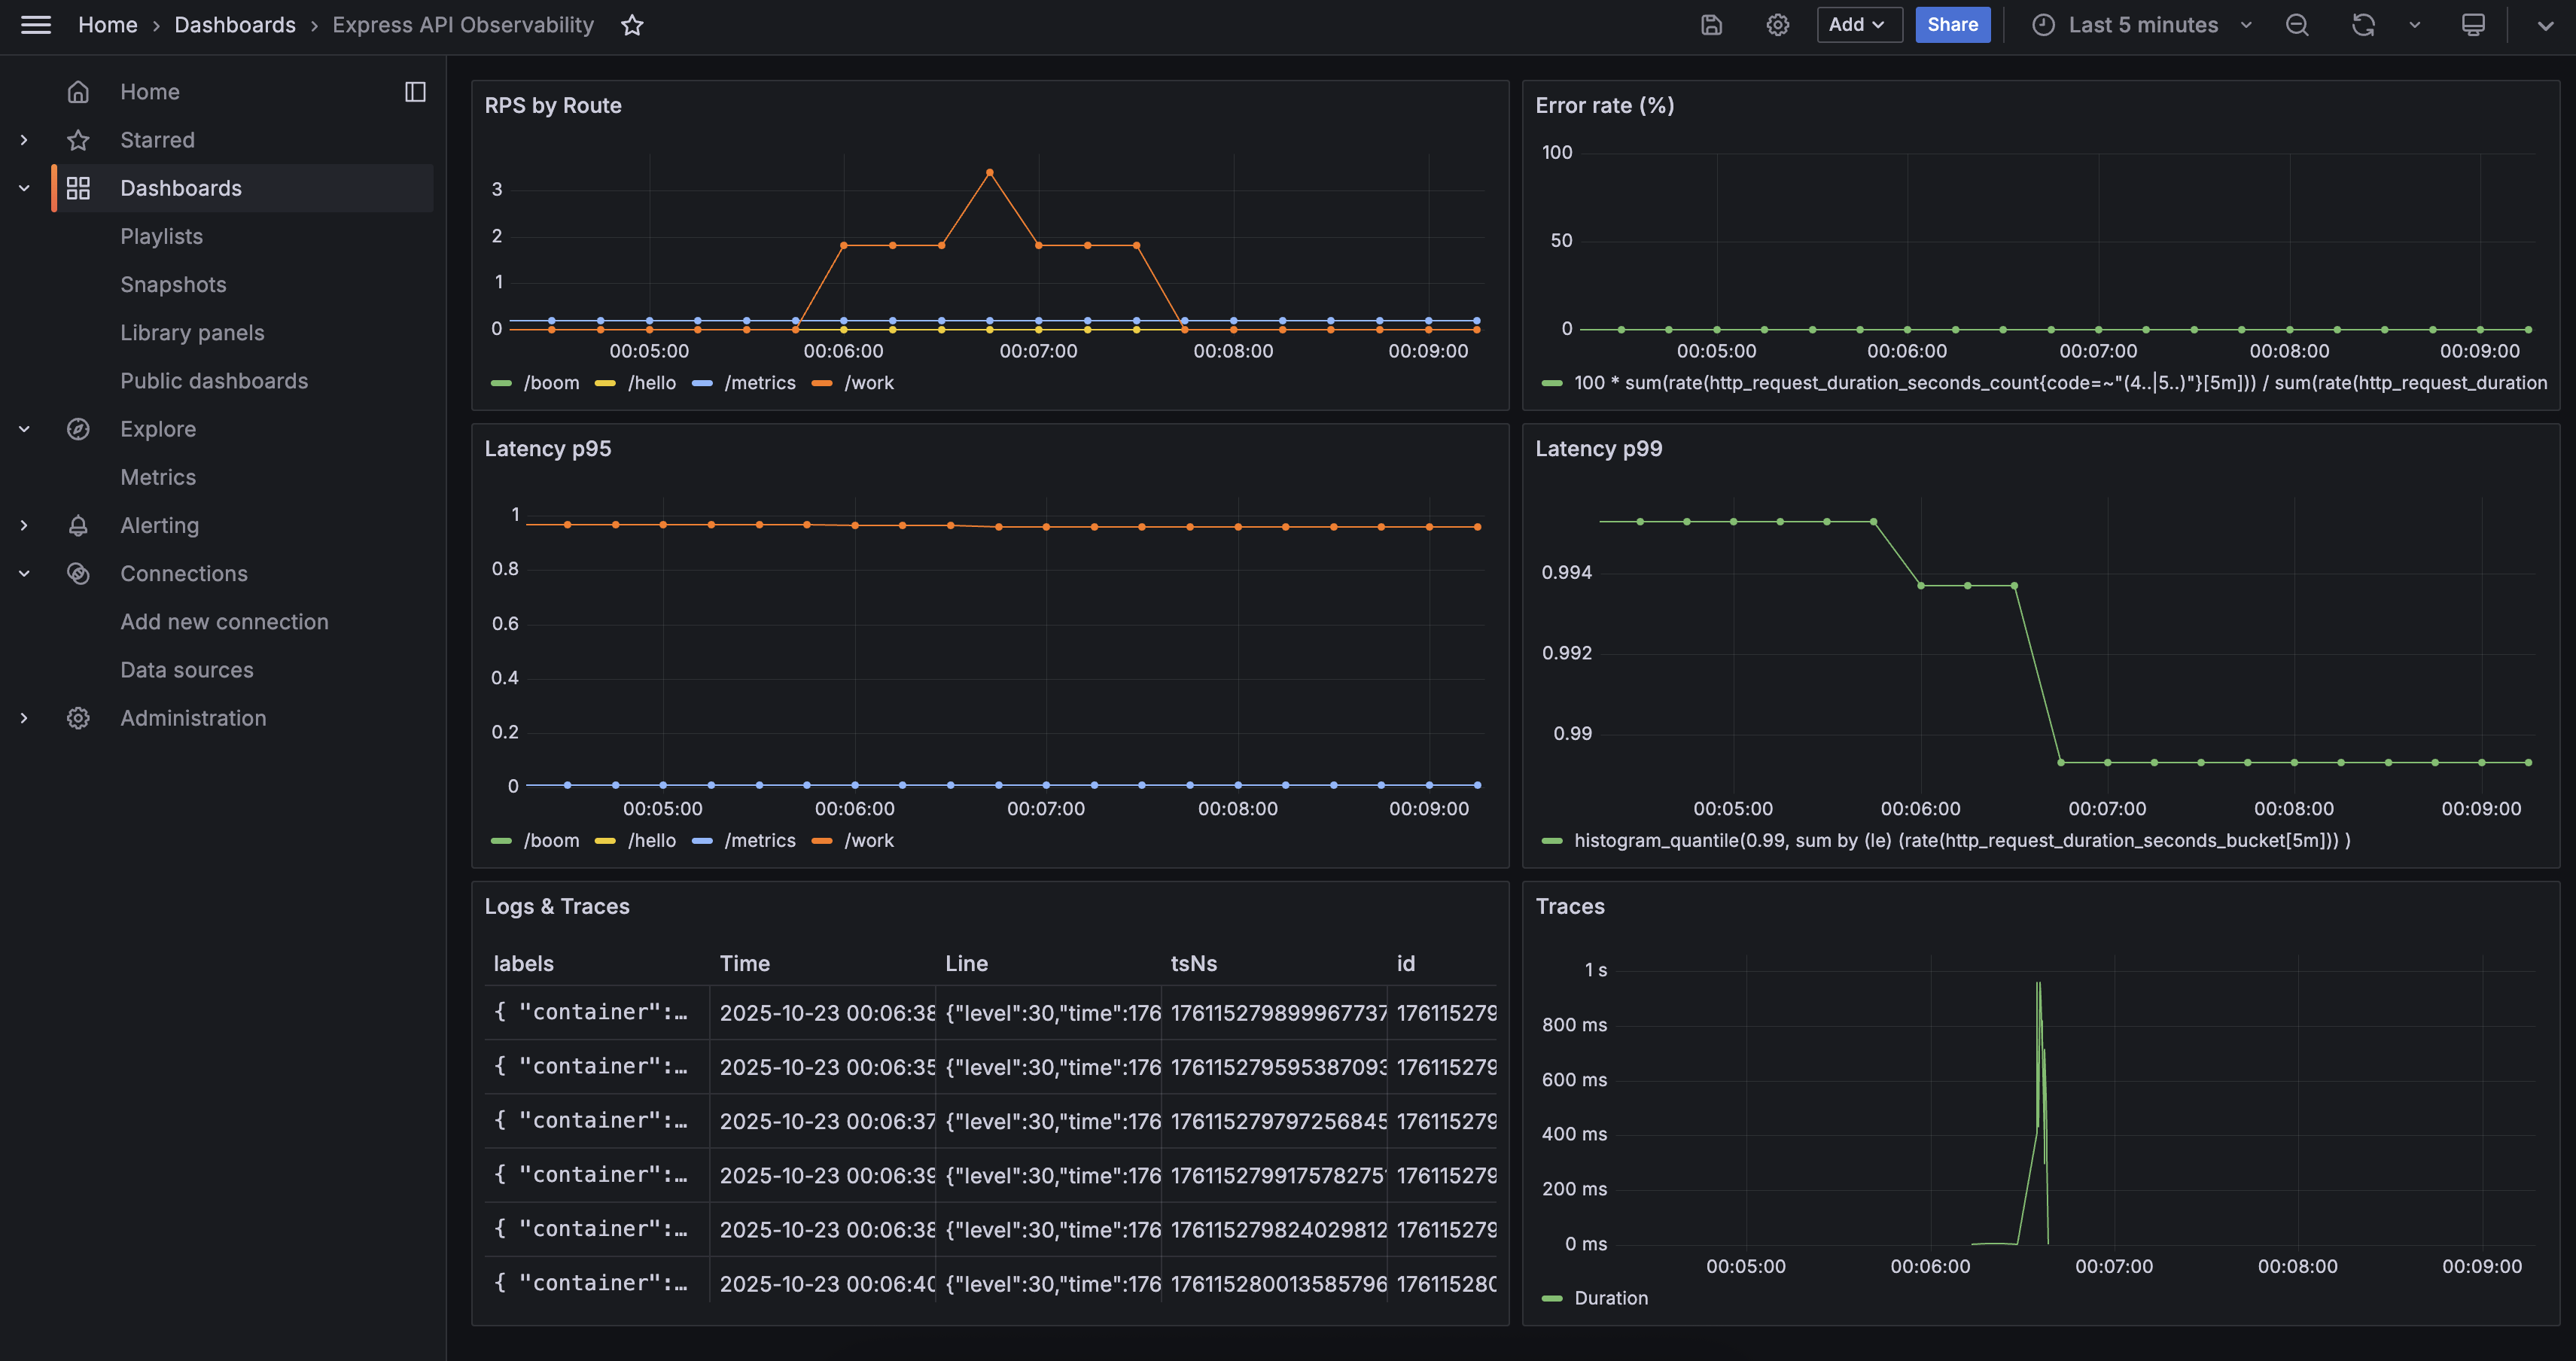 Home › Dashboards › Express API Observability
Add
Share
Last 5 minutes
Home
Starred
Dashboards
Playlists
Snapshots
Library panels
Public dashboards
Explore
Metrics
Alerting
Connections
Add new connection
Data sources
Administration
RPS by Route
3
2
1
0
00:05:00 00:06:00 00:07:00 00:08:00 00:09:00
/boom /hello /metrics /work
Error rate (%)
100
50
0
00:05:00 00:06:00 00:07:00 00:08:00 00:09:00
100 * sum(rate(http_request_duration_seconds_count{code=~"(4..|5..)"}[5m])) / sum(rate(http_request_duration
Latency p95
1
0.8
0.6
0.4
0.2
0
00:05:00 00:06:00 00:07:00 00:08:00 00:09:00
/boom /hello /metrics /work
Latency p99
0.994
0.992
0.99
00:05:00 00:06:00 00:07:00 00:08:00 00:09:00
histogram_quantile(0.99, sum by (le) (rate(http_request_duration_seconds_bucket[5m])) )
Logs & Traces
labels Time Line tsNs id
{ "container":… 2025-10-23 00:06:38 {"level":30,"time":176 176115279899967737 176115279
{ "container":… 2025-10-23 00:06:35 {"level":30,"time":176 176115279595387093 176115279
{ "container":… 2025-10-23 00:06:37 {"level":30,"time":176 176115279797256845 176115279
{ "container":… 2025-10-23 00:06:39 {"level":30,"time":176 176115279917578275 176115279
{ "container":… 2025-10-23 00:06:38 {"level":30,"time":176 176115279824029812 176115279
{ "container":… 2025-10-23 00:06:40 {"level":30,"time":176 176115280013585796 176115280
Traces
1 s
800 ms
600 ms
400 ms
200 ms
0 ms
00:05:00 00:06:00 00:07:00 00:08:00 00:09:00
Duration